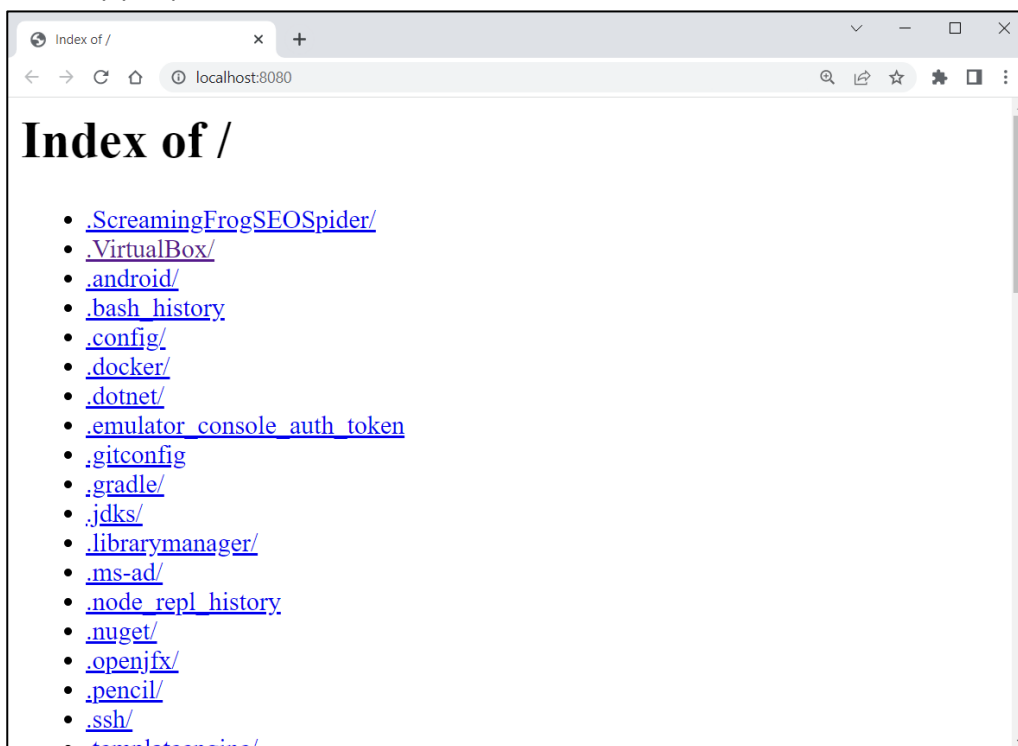 Index of /
localhost:8080
Index of /
.ScreamingFrogSEOSpider/
.VirtualBox/
.android/
.bash_history
.config/
.docker/
.dotnet/
.emulator_console_auth_token
.gitconfig
.gradle/
.jdks/
.librarymanager/
.ms-ad/
.node_repl_history
.nuget/
.openjfx/
.pencil/
.ssh/
.templateengine/